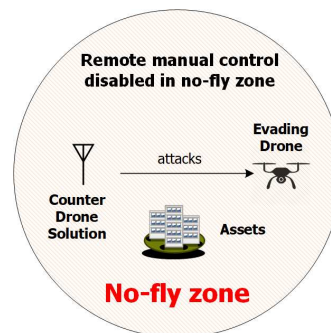 Remote manual control
disabled in no-fly zone
Evading
Drone
attacks
Counter
Drone
Solution
Assets
No-fly zone